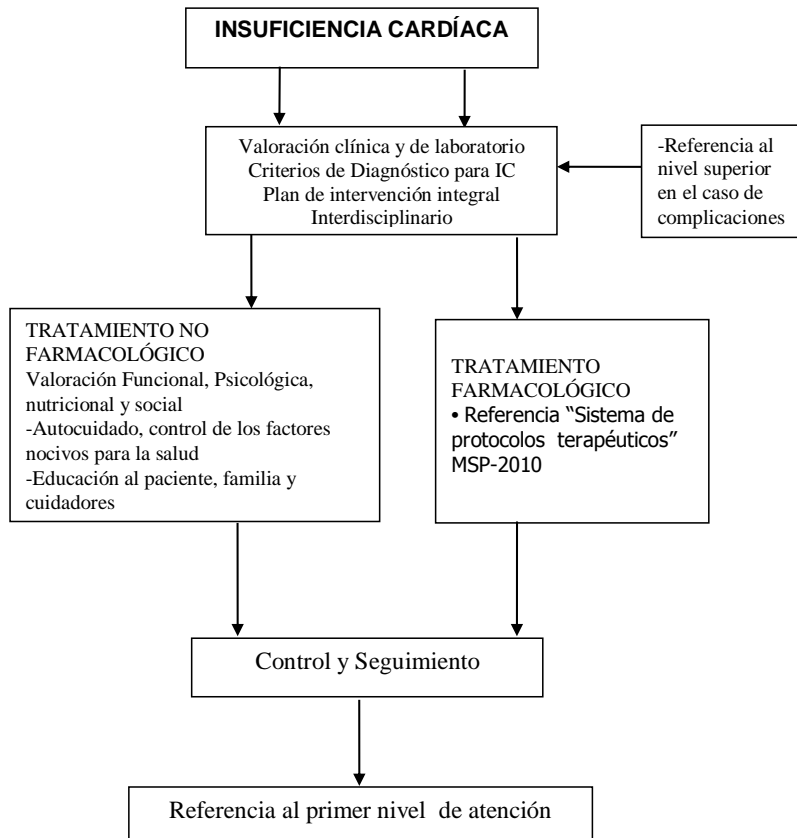 INSUFICIENCIA CARDÍACA
Valoración clínica y de laboratorio
Criterios de Diagnóstico para IC
Plan de intervención integral
Interdisciplinario
-Referencia al
nivel superior
en el caso de
complicaciones
TRATAMIENTO NO
FARMACOLÓGICO
Valoración Funcional, Psicológica,
nutricional y social
-Autocuidado, control de los factores
nocivos para la salud
-Educación al paciente, familia y
cuidadores
TRATAMIENTO
FARMACOLÓGICO
• Referencia “Sistema de
protocolos terapéuticos”
MSP-2010
Control y Seguimiento
Referencia al primer nivel de atención